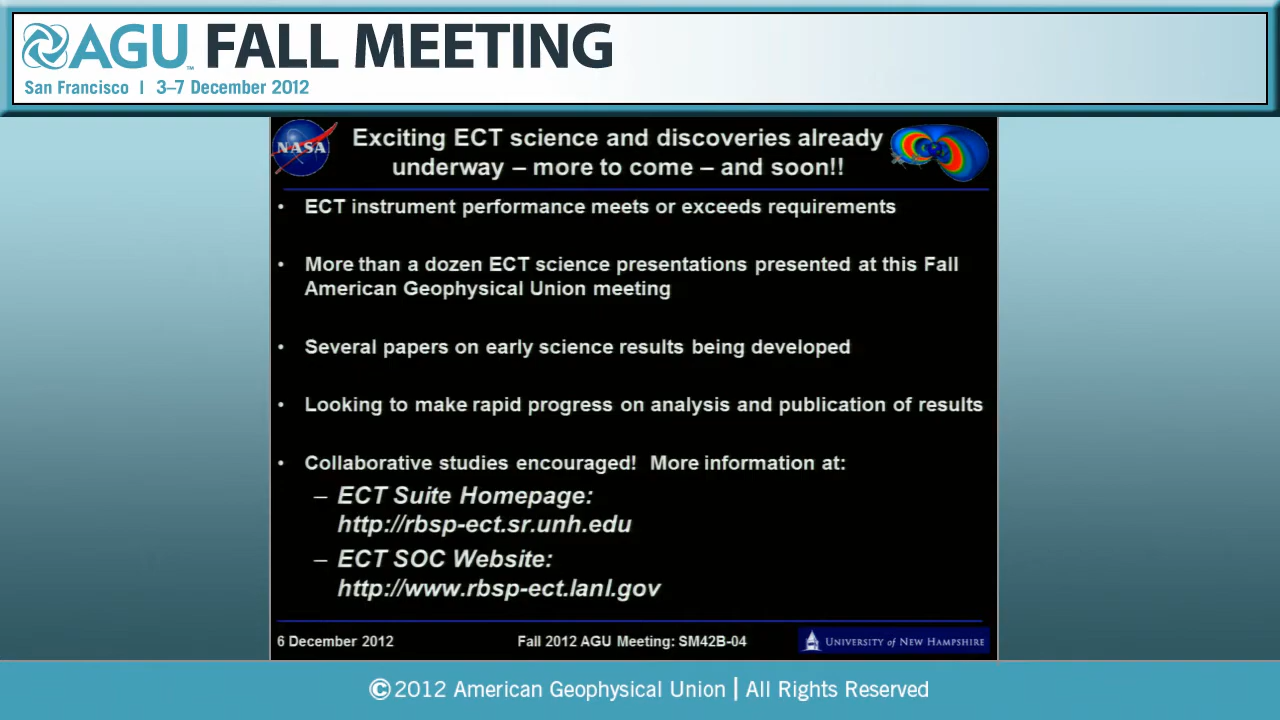 AGU FALL MEETING
San Francisco | 3–7 December 2012
NASA
Exciting ECT science and discoveries already
underway – more to come – and soon!!
• ECT instrument performance meets or exceeds requirements
• More than a dozen ECT science presentations presented at this Fall
American Geophysical Union meeting
• Several papers on early science results being developed
• Looking to make rapid progress on analysis and publication of results
• Collaborative studies encouraged! More information at:
– ECT Suite Homepage:
http://rbsp-ect.sr.unh.edu
– ECT SOC Website:
http://www.rbsp-ect.lanl.gov
6 December 2012
Fall 2012 AGU Meeting: SM42B-04
UNIVERSITY of NEW HAMPSHIRE
©2012 American Geophysical Union | All Rights Reserved